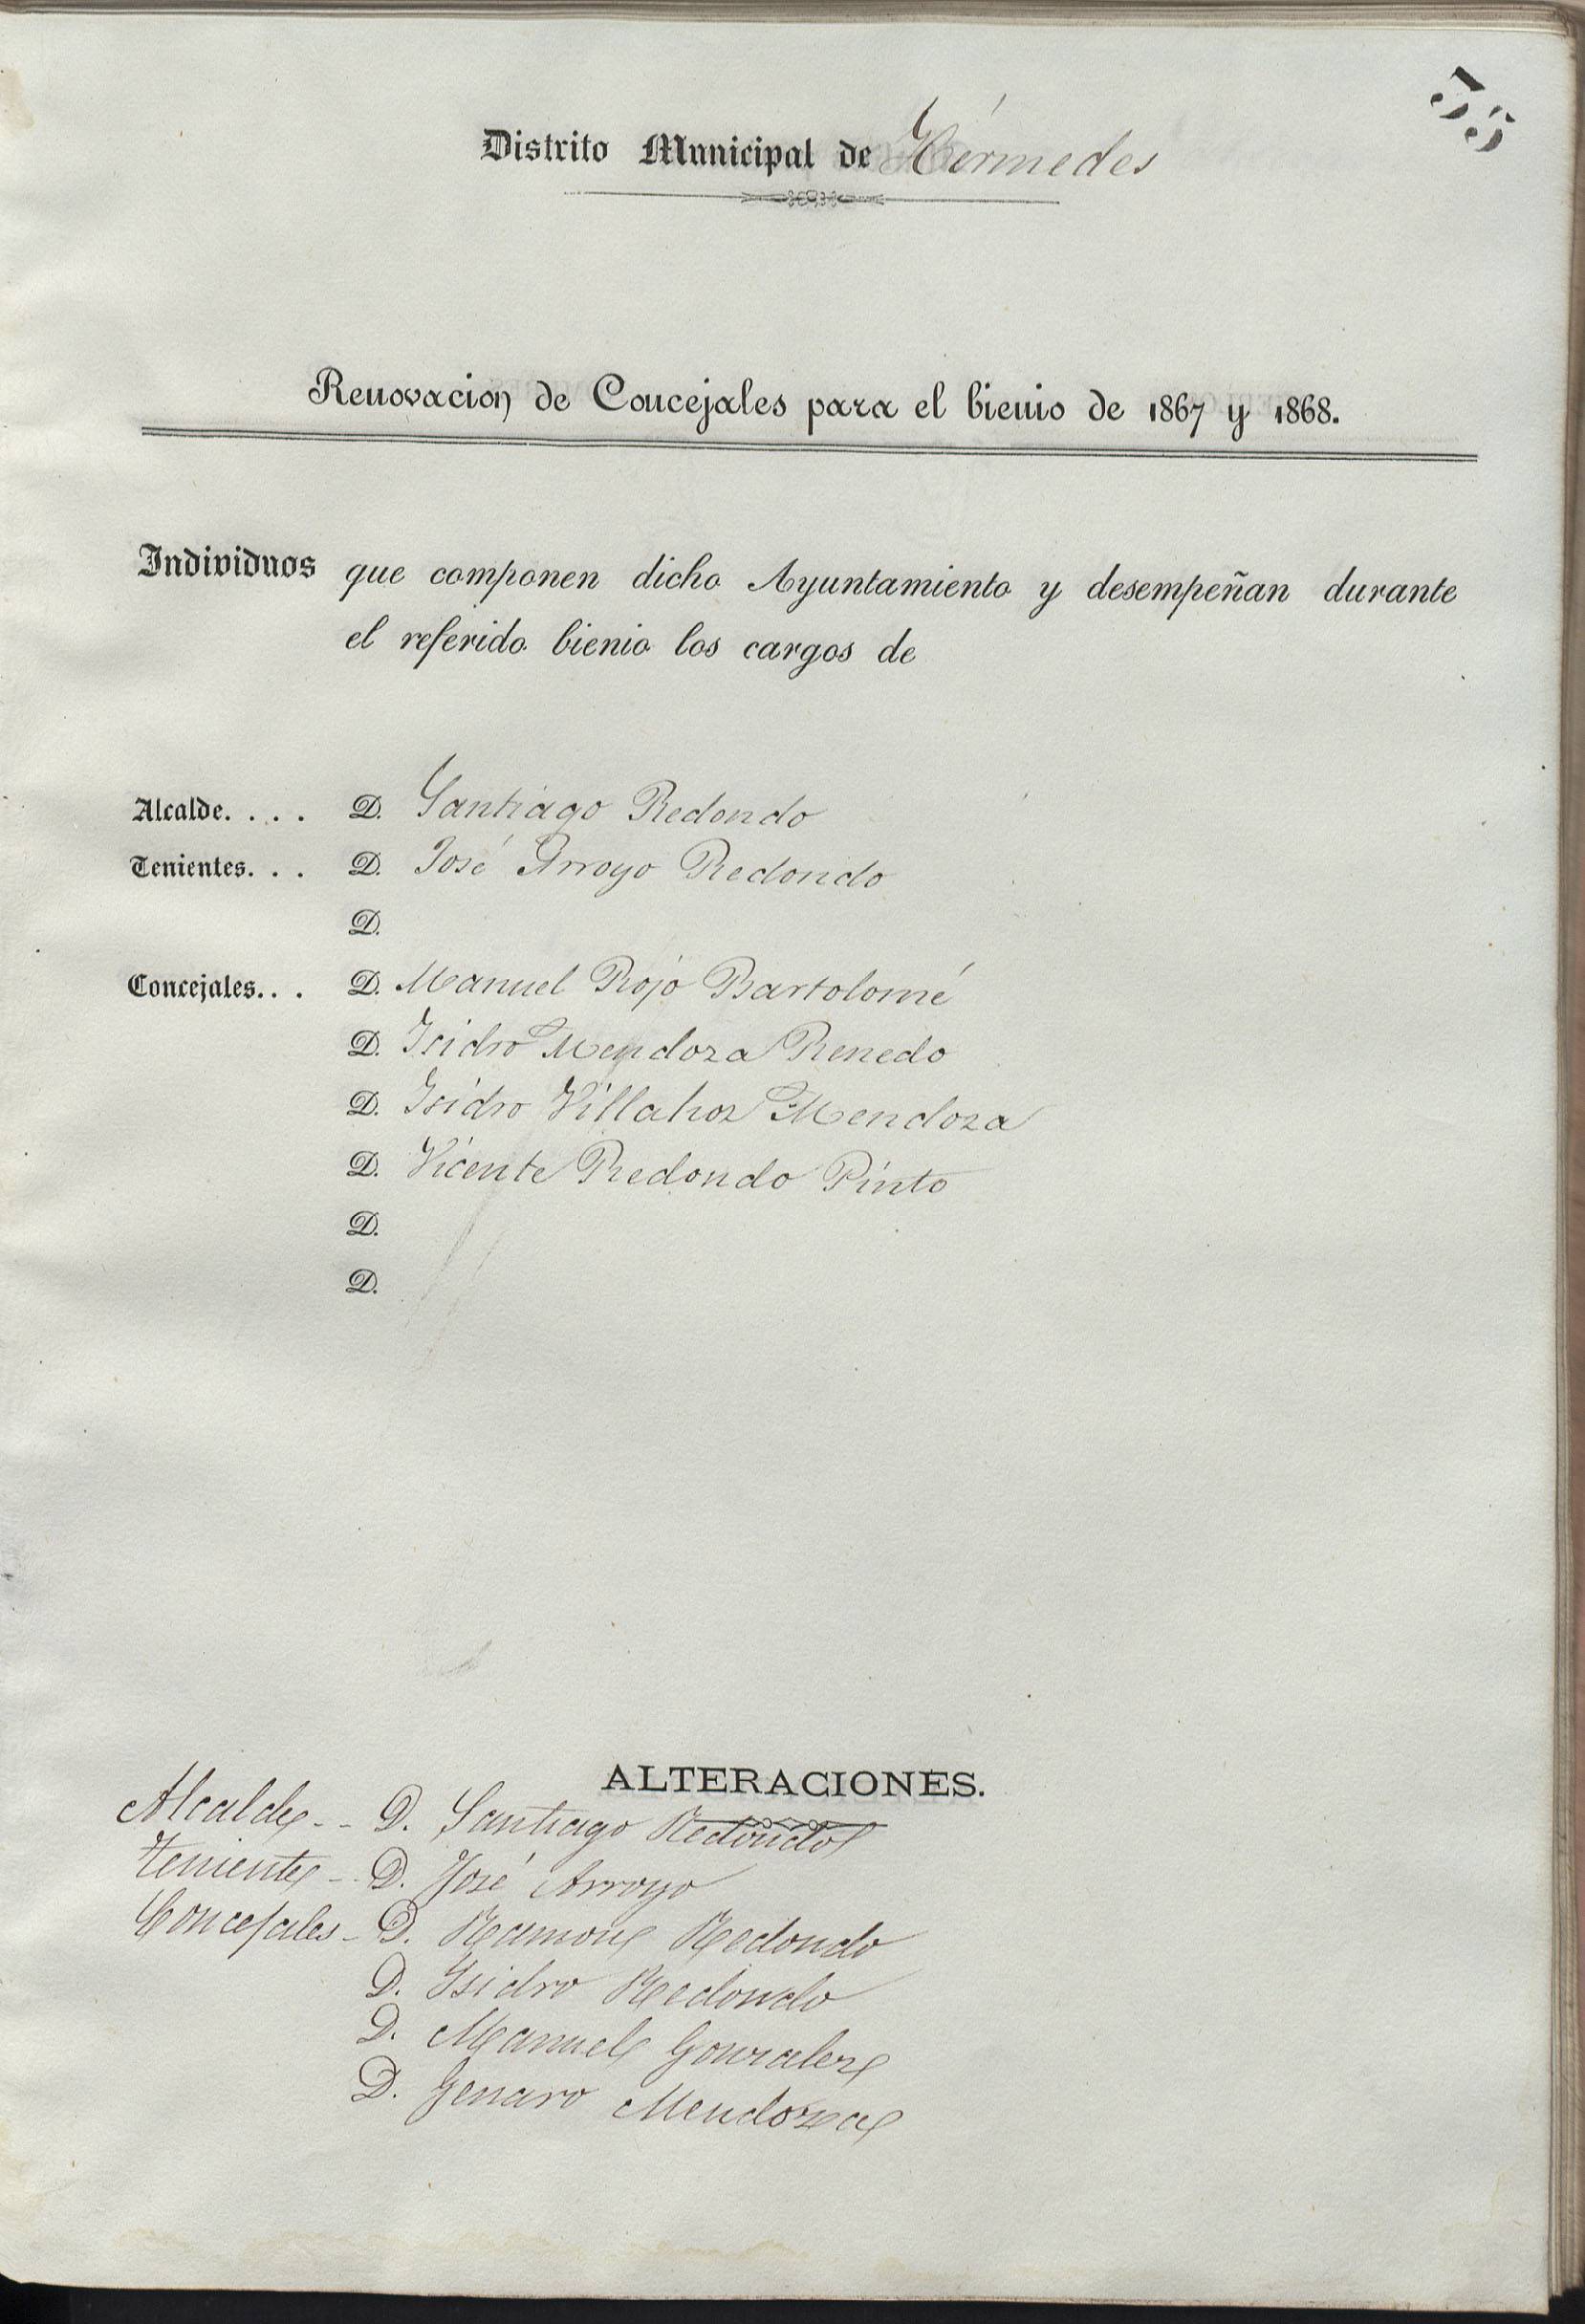 55
Distrito Municipal de Hérmedes
Renovacion de Concejales para el bienio de 1867 y 1868.
Individuos que componen dicho Ayuntamiento y desempeñan durante
el referido bienio los cargos de
Alcalde. . . . D. Santiago Redondo
Tenientes. . . D. José Arroyo Redondo
D.
Concejales. . . D. Manuel Rojo Bartolomé
D. Isidro Mendoza Renedo
D. Isidro Villahoz Mendoza
D. Vicente Redondo Pinto
D.
D.
ALTERACIONES.
Alcalde - - D. Santiago Redondo
Teniente - - D. José Arroyo
Concejales - D. Ramon Redondo
D. Isidro Redondo
D. Manuel Gonzalez
D. Genaro Mendoza